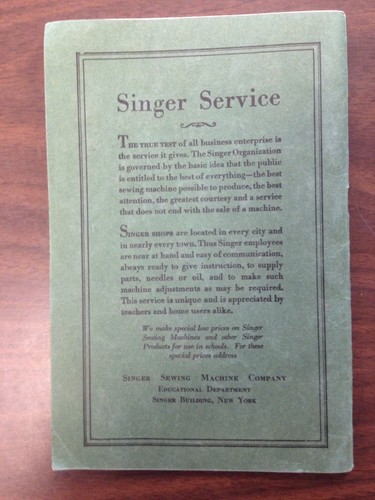 Singer Service
THE TRUE TEST of all business enterprise is
the service it gives. The Singer Organization
is governed by the basic idea that the public
is entitled to the best of everything—the best
sewing machine possible to produce, the best
attention, the greatest courtesy and a service
that does not end with the sale of a machine.
SINGER SHOPS are located in every city and
in nearly every town. Thus Singer employees
are near at hand and easy of communication,
always ready to give instruction, to supply
parts, needles or oil, and to make such
machine adjustments as may be required.
This service is unique and is appreciated by
teachers and home users alike.
We make special low prices on Singer
Sewing Machines and other Singer
Products for use in schools. For these
special prices address
SINGER SEWING MACHINE COMPANY
EDUCATIONAL DEPARTMENT
SINGER BUILDING, NEW YORK